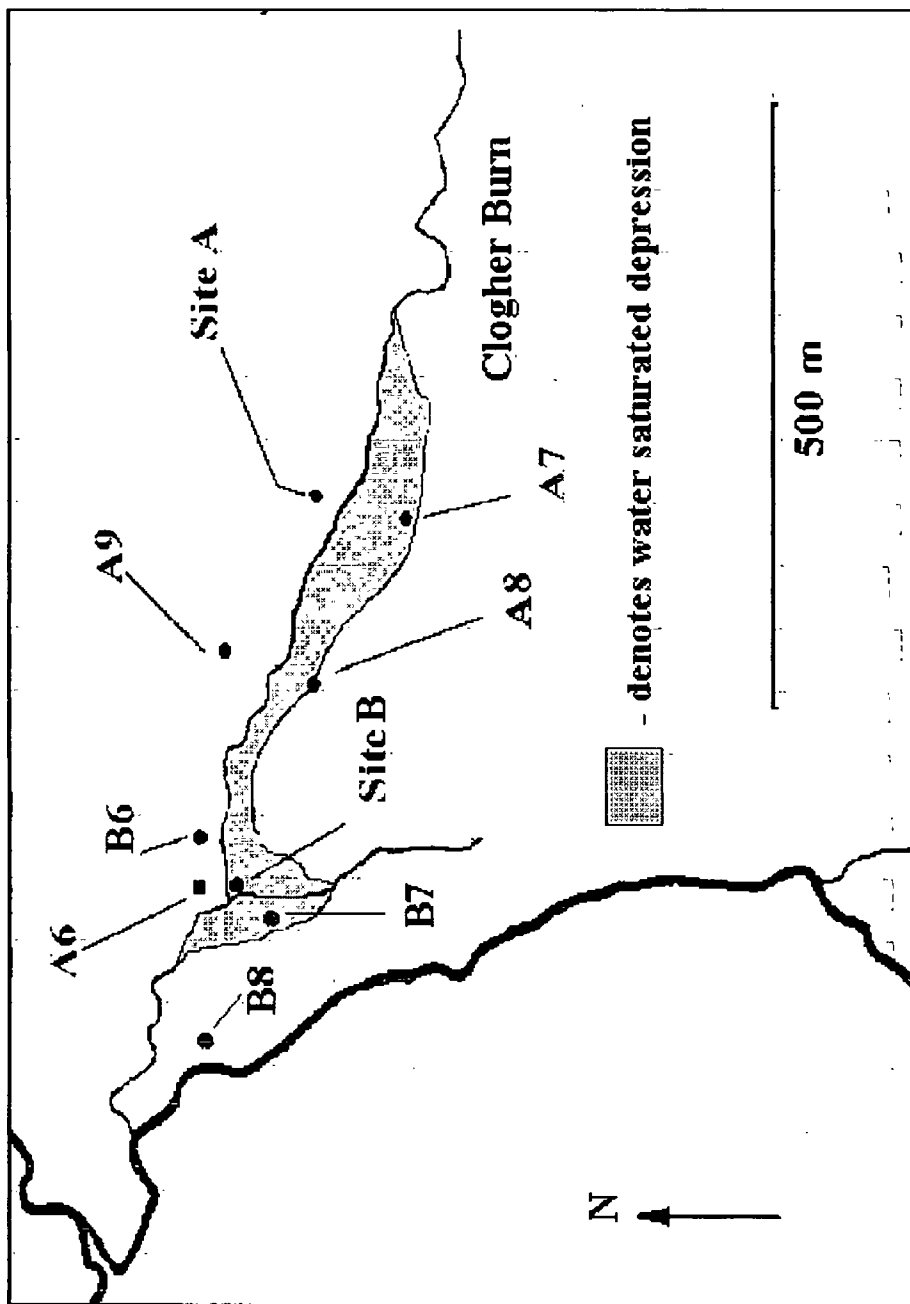 Site A
A9
B6
A6
B8
Clogher Burn
A7
A8
Site B
B7
- denotes water saturated depression
500 m
N